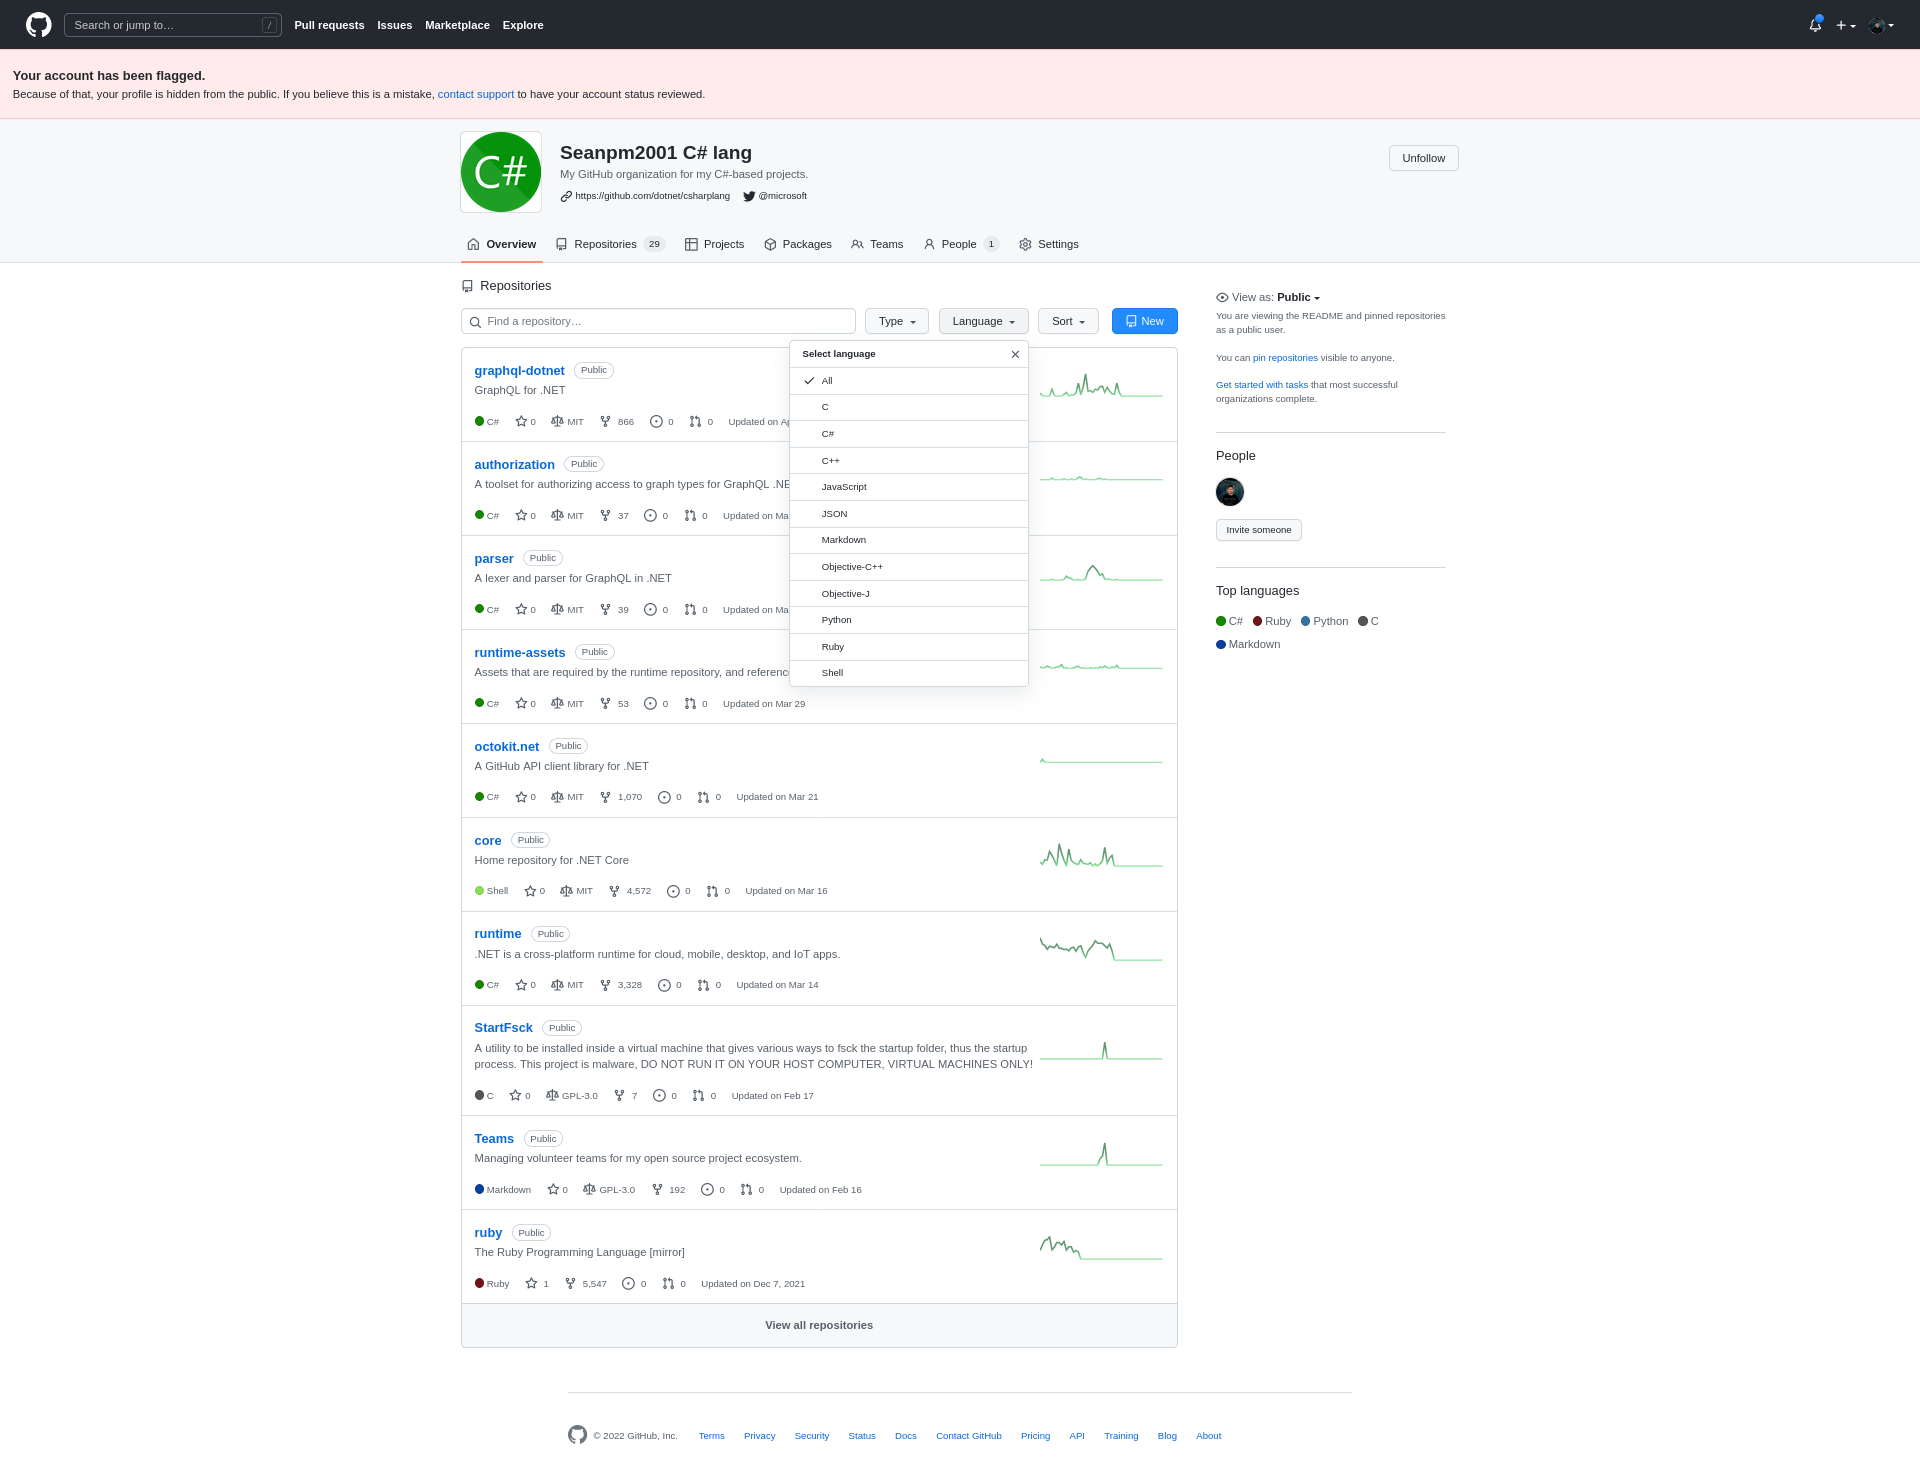 Search or jump to… /
Pull requests Issues Marketplace Explore
Your account has been flagged.
Because of that, your profile is hidden from the public. If you believe this is a mistake, contact support to have your account status reviewed.
C#
Seanpm2001 C# lang
My GitHub organization for my C#-based projects.
https://github.com/dotnet/csharplang @microsoft
Unfollow
Overview Repositories 29 Projects Packages Teams People 1 Settings
Repositories
Find a repository… Type Language Sort New
Select language
All
C
C#
C++
JavaScript
JSON
Markdown
Objective-C++
Objective-J
Python
Ruby
Shell
graphql-dotnet Public
GraphQL for .NET
C# 0 MIT 866 0 0 Updated on Ap
authorization Public
A toolset for authorizing access to graph types for GraphQL .NE
C# 0 MIT 37 0 0 Updated on Ma
parser Public
A lexer and parser for GraphQL in .NET
C# 0 MIT 39 0 0 Updated on Ma
runtime-assets Public
Assets that are required by the runtime repository, and referenc
C# 0 MIT 53 0 0 Updated on Mar 29
octokit.net Public
A GitHub API client library for .NET
C# 0 MIT 1,070 0 0 Updated on Mar 21
core Public
Home repository for .NET Core
Shell 0 MIT 4,572 0 0 Updated on Mar 16
runtime Public
.NET is a cross-platform runtime for cloud, mobile, desktop, and IoT apps.
C# 0 MIT 3,328 0 0 Updated on Mar 14
StartFsck Public
A utility to be installed inside a virtual machine that gives various ways to fsck the startup folder, thus the startup
process. This project is malware, DO NOT RUN IT ON YOUR HOST COMPUTER, VIRTUAL MACHINES ONLY!
C 0 GPL-3.0 7 0 0 Updated on Feb 17
Teams Public
Managing volunteer teams for my open source project ecosystem.
Markdown 0 GPL-3.0 192 0 0 Updated on Feb 16
ruby Public
The Ruby Programming Language [mirror]
Ruby 1 5,547 0 0 Updated on Dec 7, 2021
View all repositories
View as: Public
You are viewing the README and pinned repositories
as a public user.
You can pin repositories visible to anyone.
Get started with tasks that most successful
organizations complete.
People
Invite someone
Top languages
C# Ruby Python C
Markdown
© 2022 GitHub, Inc. Terms Privacy Security Status Docs Contact GitHub Pricing API Training Blog About